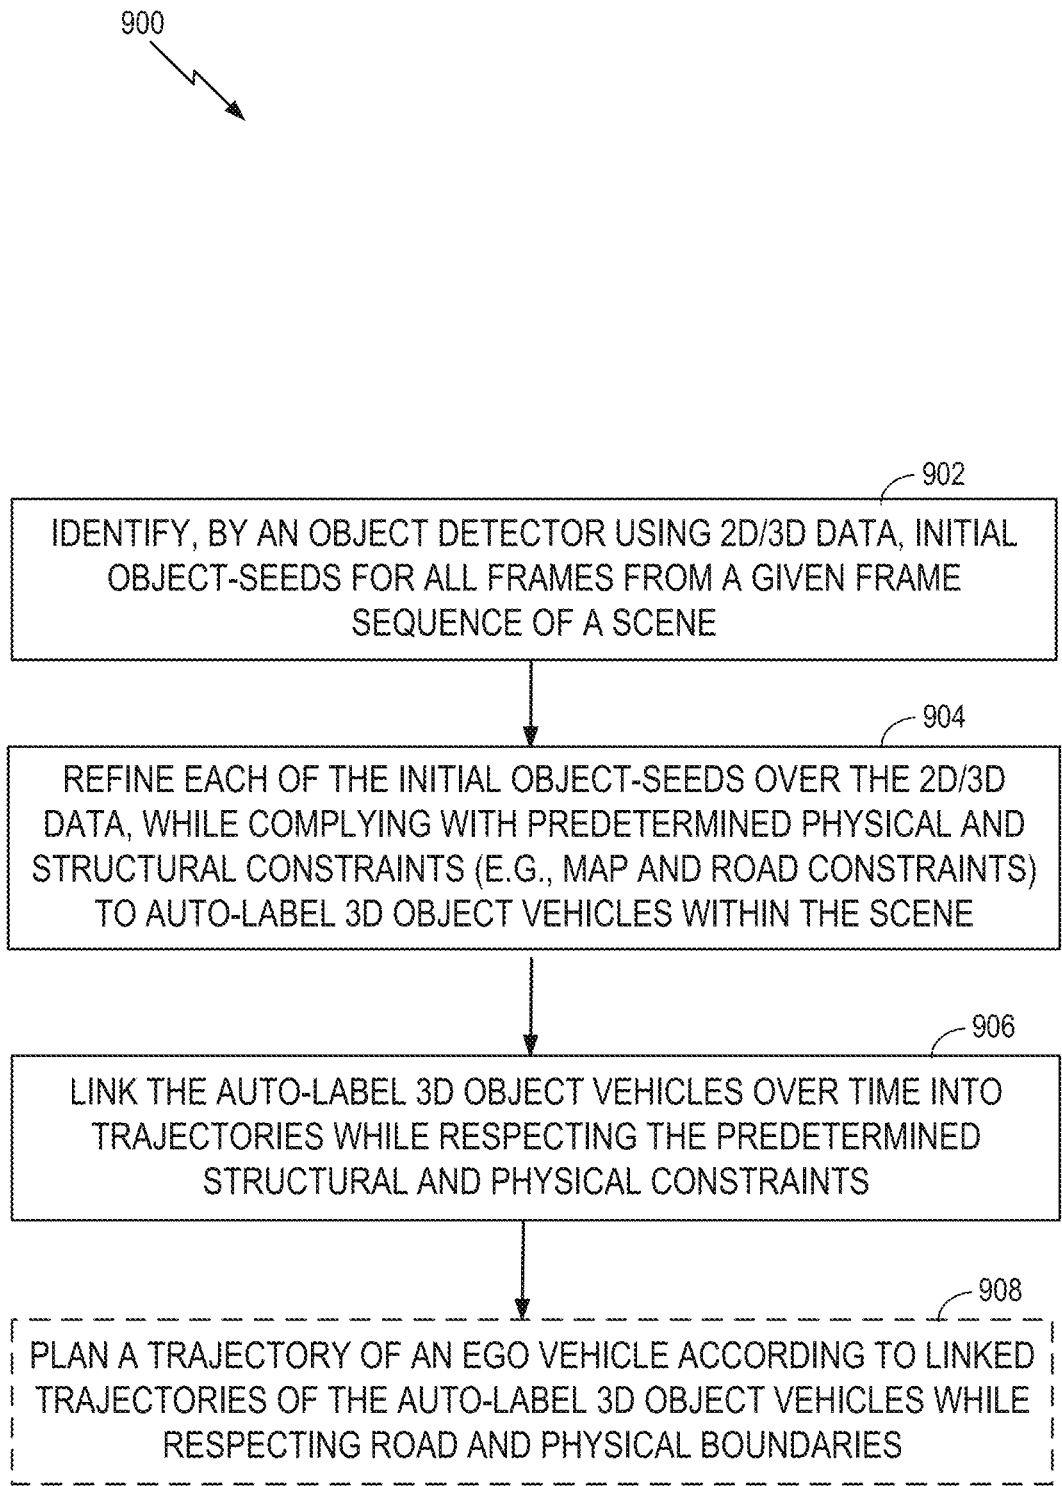 900
902
IDENTIFY, BY AN OBJECT DETECTOR USING 2D/3D DATA, INITIAL
OBJECT-SEEDS FOR ALL FRAMES FROM A GIVEN FRAME
SEQUENCE OF A SCENE
904
REFINE EACH OF THE INITIAL OBJECT-SEEDS OVER THE 2D/3D
DATA, WHILE COMPLYING WITH PREDETERMINED PHYSICAL AND
STRUCTURAL CONSTRAINTS (E.G., MAP AND ROAD CONSTRAINTS)
TO AUTO-LABEL 3D OBJECT VEHICLES WITHIN THE SCENE
906
LINK THE AUTO-LABEL 3D OBJECT VEHICLES OVER TIME INTO
TRAJECTORIES WHILE RESPECTING THE PREDETERMINED
STRUCTURAL AND PHYSICAL CONSTRAINTS
908
PLAN A TRAJECTORY OF AN EGO VEHICLE ACCORDING TO LINKED
TRAJECTORIES OF THE AUTO-LABEL 3D OBJECT VEHICLES WHILE
RESPECTING ROAD AND PHYSICAL BOUNDARIES